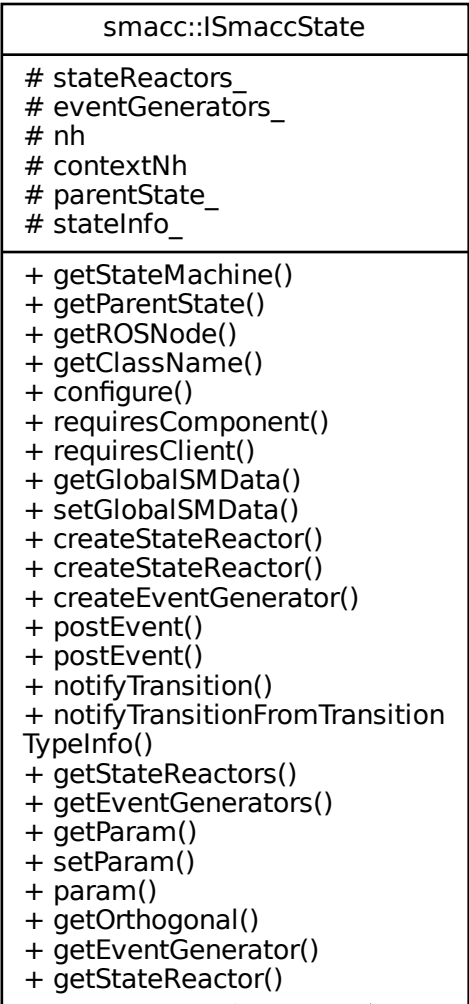 smacc::ISmaccState
# stateReactors_
# eventGenerators_
# nh
# contextNh
# parentState_
# stateInfo_
+ getStateMachine()
+ getParentState()
+ getROSNode()
+ getClassName()
+ configure()
+ requiresComponent()
+ requiresClient()
+ getGlobalSMData()
+ setGlobalSMData()
+ createStateReactor()
+ createStateReactor()
+ createEventGenerator()
+ postEvent()
+ postEvent()
+ notifyTransition()
+ notifyTransitionFromTransition
TypeInfo()
+ getStateReactors()
+ getEventGenerators()
+ getParam()
+ setParam()
+ param()
+ getOrthogonal()
+ getEventGenerator()
+ getStateReactor()